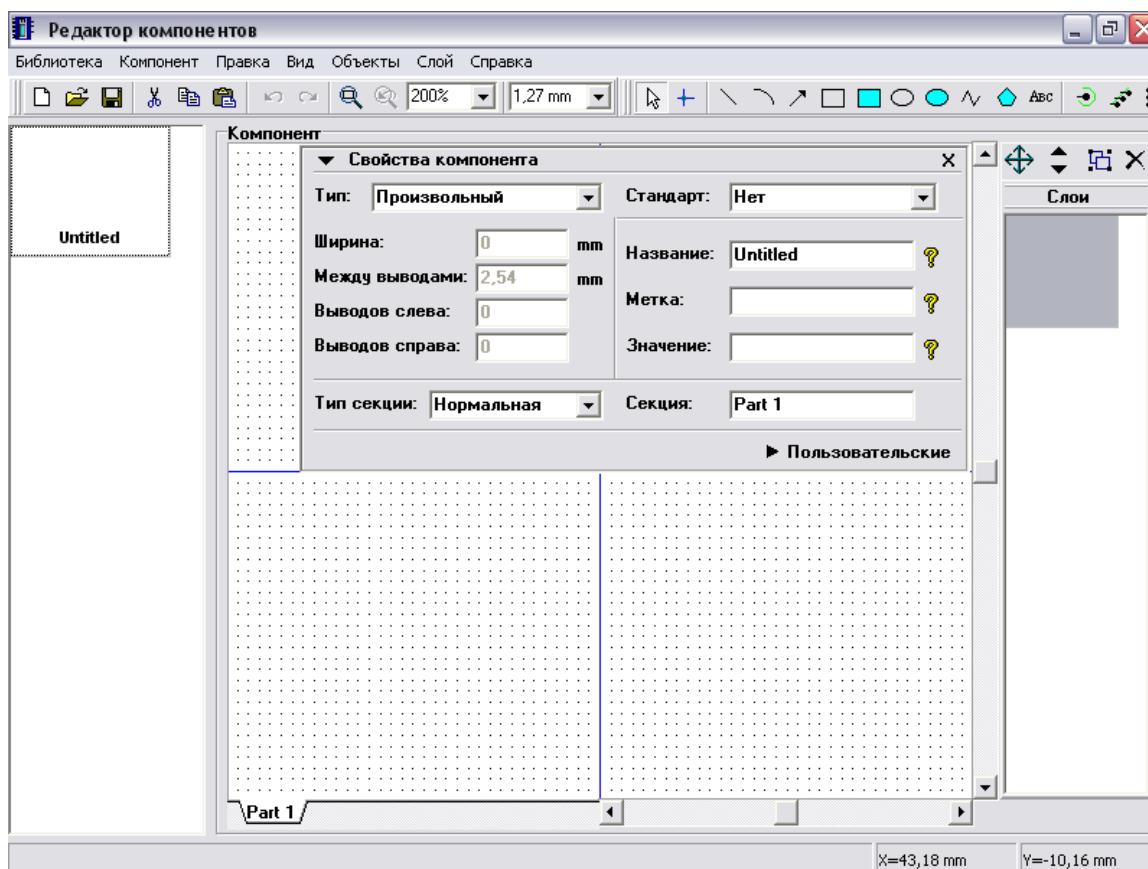 Редактор компонентов
Библиотека Компонент Правка Вид Объекты Слой Справка
200% 1,27 mm ABC
Untitled
Компонент
Свойства компонента
Тип: Произвольный Стандарт: Нет
Ширина: 0 mm
Между выводами: 2,54 mm
Выводов слева: 0
Выводов справа: 0
Название: Untitled ?
Метка: ?
Значение: ?
Тип секции: Нормальная Секция: Part 1
Пользовательские
Слои
Part 1
X=43,18 mm Y=-10,16 mm